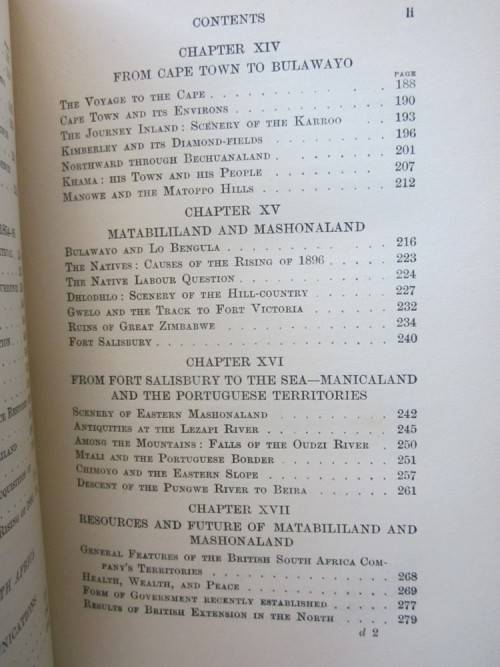 CONTENTS li
CHAPTER XIV
FROM CAPE TOWN TO BULAWAYO
PAGE
The Voyage to the Cape . . . . . 188
Cape Town and its Environs . . . . . 190
The Journey Inland : Scenery of the Karroo . . 193
Kimberley and its Diamond-fields . . . . 196
Northward through Bechuanaland . . . . . 201
Khama : his Town and his People . . . . 207
Mangwe and the Matoppo Hills . . . . . 212
CHAPTER XV
MATABILILAND AND MASHONALAND
Bulawayo and Lo Bengula . . . . . . 216
The Natives : Causes of the Rising of 1896 . . . 223
The Native Labour Question . . . . . 224
Dhlodhlo : Scenery of the Hill-country . . . . 227
Gwelo and the Track to Fort Victoria . . . . 232
Ruins of Great Zimbabwe . . . . . . 234
Fort Salisbury . . . . . . . . 240
CHAPTER XVI
FROM FORT SALISBURY TO THE SEA—MANICALAND
AND THE PORTUGUESE TERRITORIES
Scenery of Eastern Mashonaland . . . . . 242
Antiquities at the Lezapi River . . . . . 245
Among the Mountains : Falls of the Oudzi River . 250
Mtali and the Portuguese Border . . . . . 251
Chimoyo and the Eastern Slope . . . . . 257
Descent of the Pungwe River to Beira . . . . 261
CHAPTER XVII
RESOURCES AND FUTURE OF MATABILILAND AND
MASHONALAND
General Features of the British South Africa Com-
pany's Territories . . . . . . . 268
Health, Wealth, and Peace . . . . . . 269
Form of Government recently established . . . 277
Results of British Extension in the North . . . 279
d 2